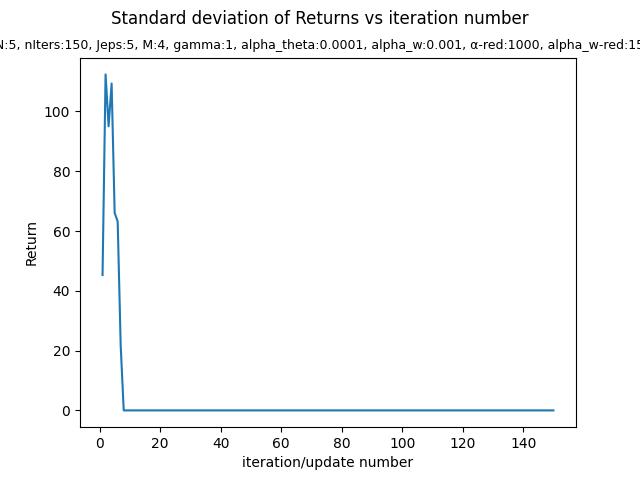 Standard deviation of Returns vs iteration number
N:5, nIters:150, Jeps:5, M:4, gamma:1, alpha_theta:0.0001, alpha_w:0.001, α-red:1000, alpha_w-red:15
100
80
60
40
20
0
Return
0 20 40 60 80 100 120 140
iteration/update number